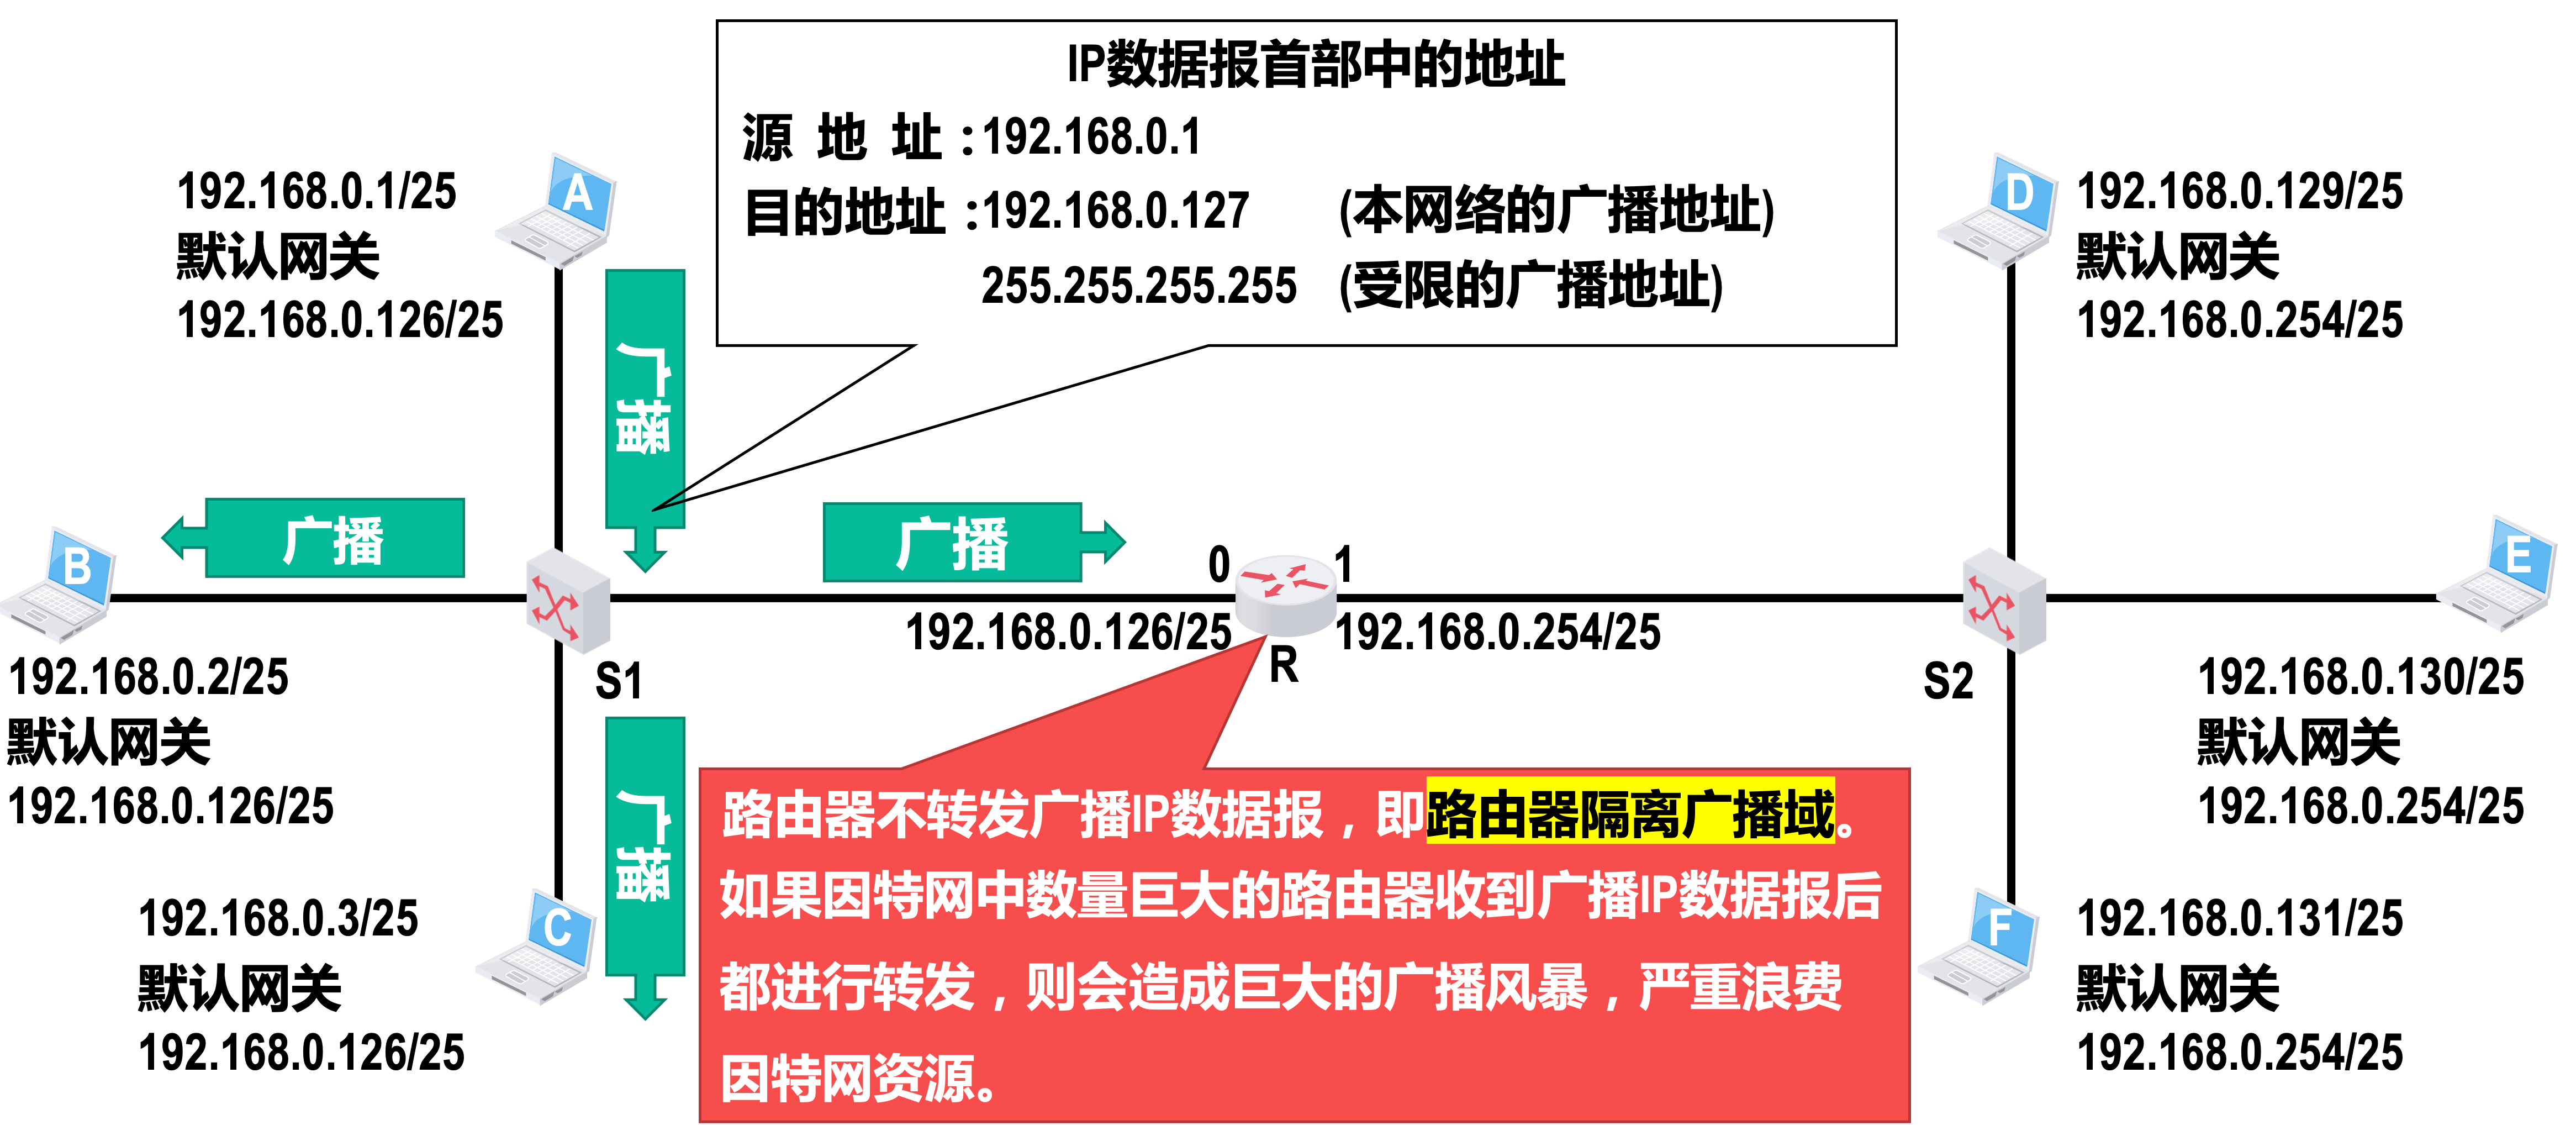 IP数据报首部中的地址
源 地 址：192.168.0.1
目的地址：192.168.0.127 (本网络的广播地址)
255.255.255.255 (受限的广播地址)
A
192.168.0.1/25
默认网关
192.168.0.126/25
广播
D
192.168.0.129/25
默认网关
192.168.0.254/25
B
广播
广播
0
1
E
192.168.0.126/25
192.168.0.254/25
R
S1
S2
192.168.0.2/25
默认网关
192.168.0.126/25
192.168.0.130/25
默认网关
192.168.0.254/25
广播
C
192.168.0.3/25
默认网关
192.168.0.126/25
路由器不转发广播IP数据报，即路由器隔离广播域。
如果因特网中数量巨大的路由器收到广播IP数据报后
都进行转发，则会造成巨大的广播风暴，严重浪费
因特网资源。
F
192.168.0.131/25
默认网关
192.168.0.254/25